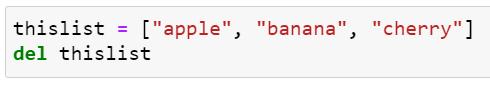 thislist = ["apple", "banana", "cherry"]
del thislist